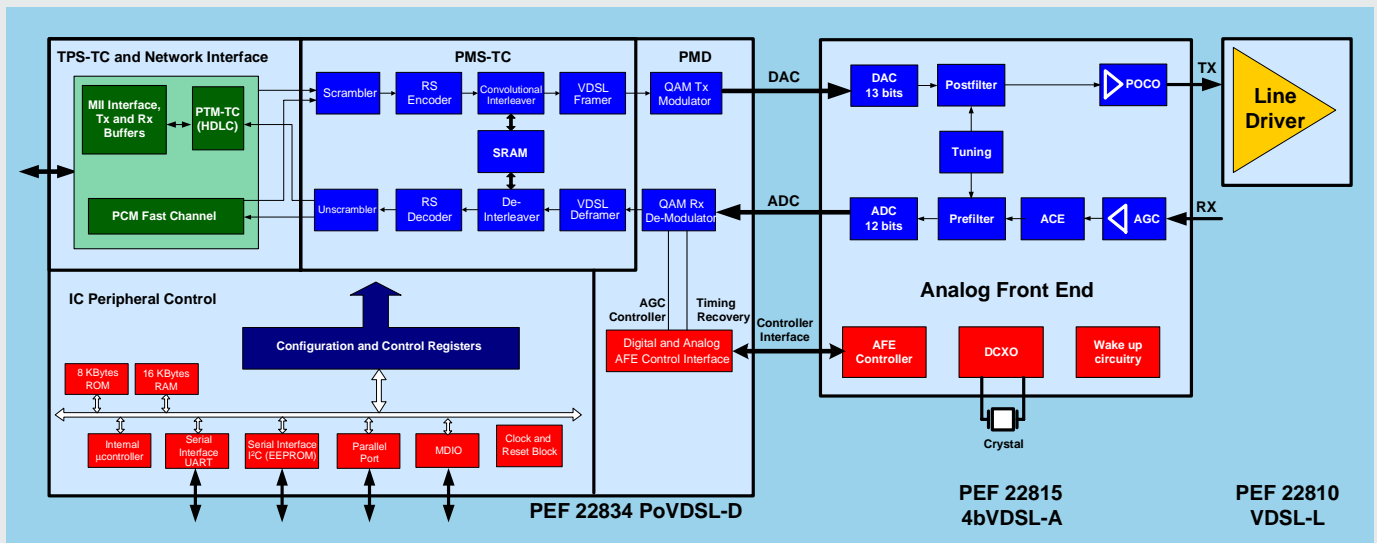 TPS-TC and Network Interface
PMS-TC
PMD
MII Interface,
Tx and Rx
Buffers
PTM-TC
(HDLC)
PCM Fast Channel
Scrambler
RS
Encoder
Convolutional
Interleaver
VDSL
Framer
QAM Tx
Modulator
SRAM
Unscrambler
RS
Decoder
De-
Interleaver
VDSL
Deframer
QAM Rx
De-Modulator
DAC
ADC
DAC
13 bits
Postfilter
POCO
TX
Line
Driver
Tuning
ADC
12 bits
Prefilter
ACE
AGC
RX
Analog Front End
IC Peripheral Control
Configuration and Control Registers
AGC
Controller
Timing
Recovery
Digital and Analog
AFE Control Interface
Controller
Interface
AFE
Controller
DCXO
Wake up
circuitry
Crystal
8 KBytes
ROM
16 KBytes
RAM
Internal
µcontroller
Serial
Interface
UART
Serial Interface
I²C (EEPROM)
Parallel
Port
MDIO
Clock and
Reset Block
PEF 22834 PoVDSL-D
PEF 22815
4bVDSL-A
PEF 22810
VDSL-L